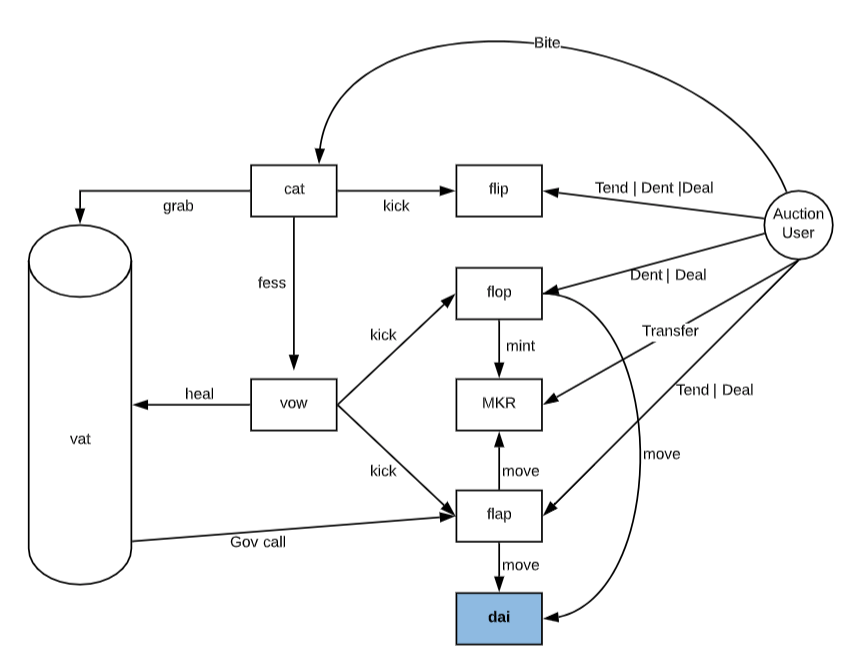 Bite
cat
flip
Tend | Dent |Deal
Auction
User
grab
kick
fess
flop
Dent | Deal
kick
mint
Transfer
heal
vow
MKR
Tend | Deal
vat
kick
move
move
flap
Gov call
move
dai